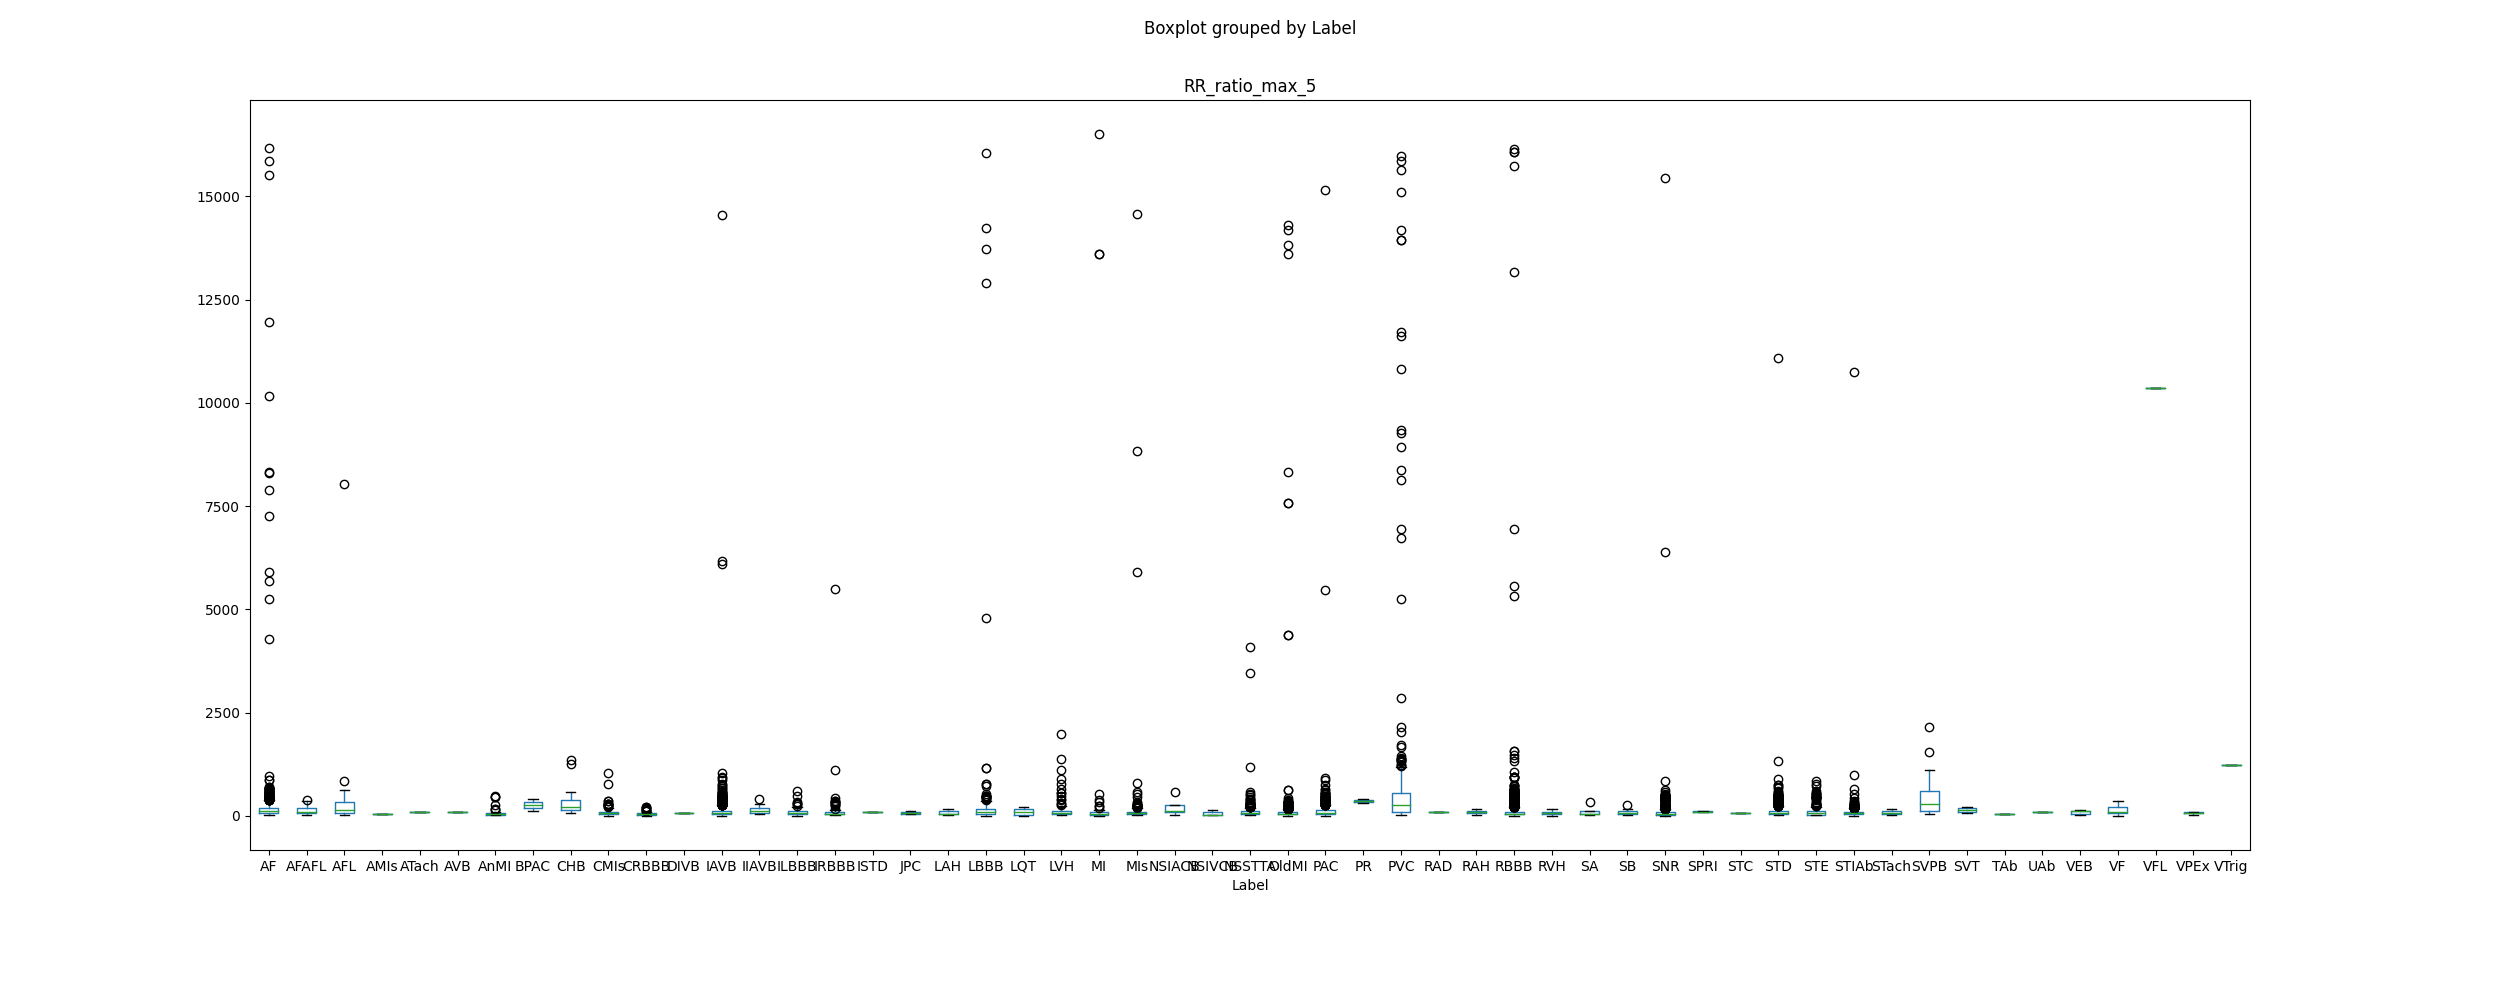 Boxplot grouped by Label
RR_ratio_max_5
15000
12500
10000
7500
5000
2500
0
AF AFAFL AFL AMIs ATach AVB AnMI BPAC CHB CMIs CRBBB DIVB IAVB IIAVB ILBBB IRBBB ISTD JPC LAH LBBB LQT LVH MI MIs NSIACB NSIVCB NSSTTA OldMI PAC PR PVC RAD RAH RBBB RVH SA SB SNR SPRI STC STD STE STIAb STach SVPB SVT TAb UAb VEB VF VFL VPEx VTrig
Label